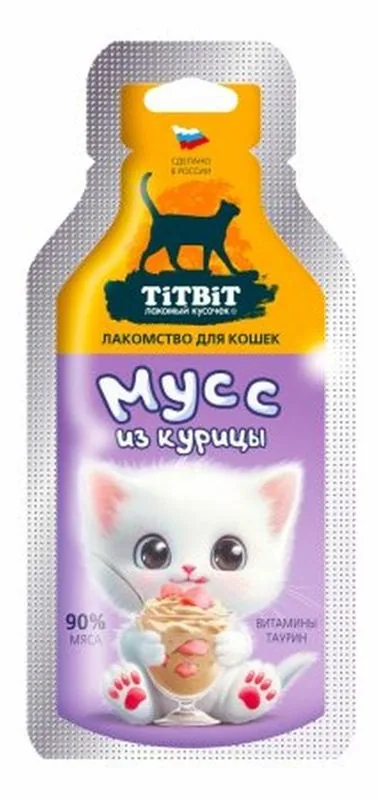 СДЕЛАНО
В РОССИИ
TiTBiT
лакомый кусочек®
ЛАКОМСТВО ДЛЯ КОШЕК
Мусс
из курицы
90%
МЯСА
ВИТАМИНЫ
ТАУРИН